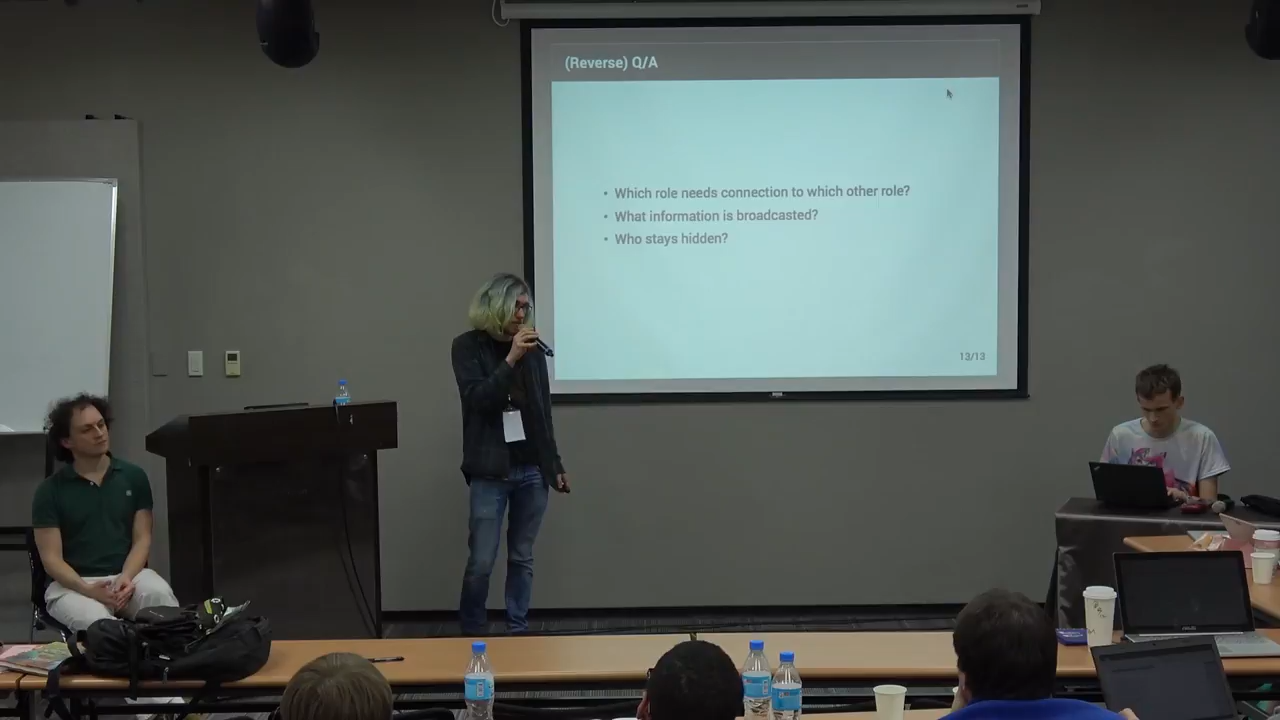 (Reverse) Q/A
• Which role needs connection to which other role?
• What information is broadcasted?
• Who stays hidden?
13/13